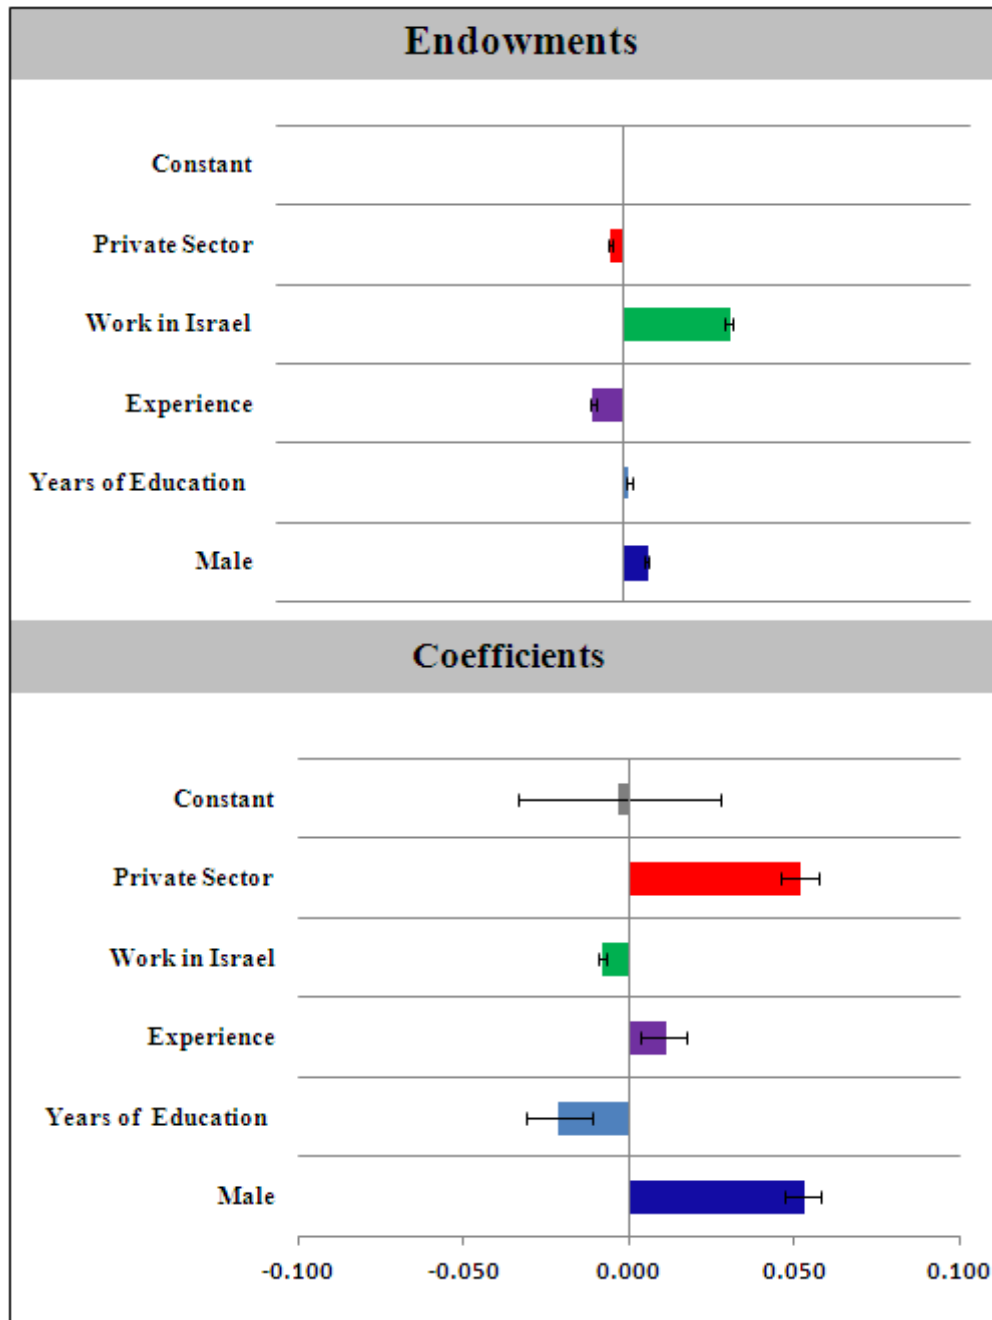 Endowments
Constant
Private Sector
Work in Israel
Experience
Years of Education
Male
Coefficients
Constant
Private Sector
Work in Israel
Experience
Years of Education
Male
-0.100 -0.050 0.000 0.050 0.100